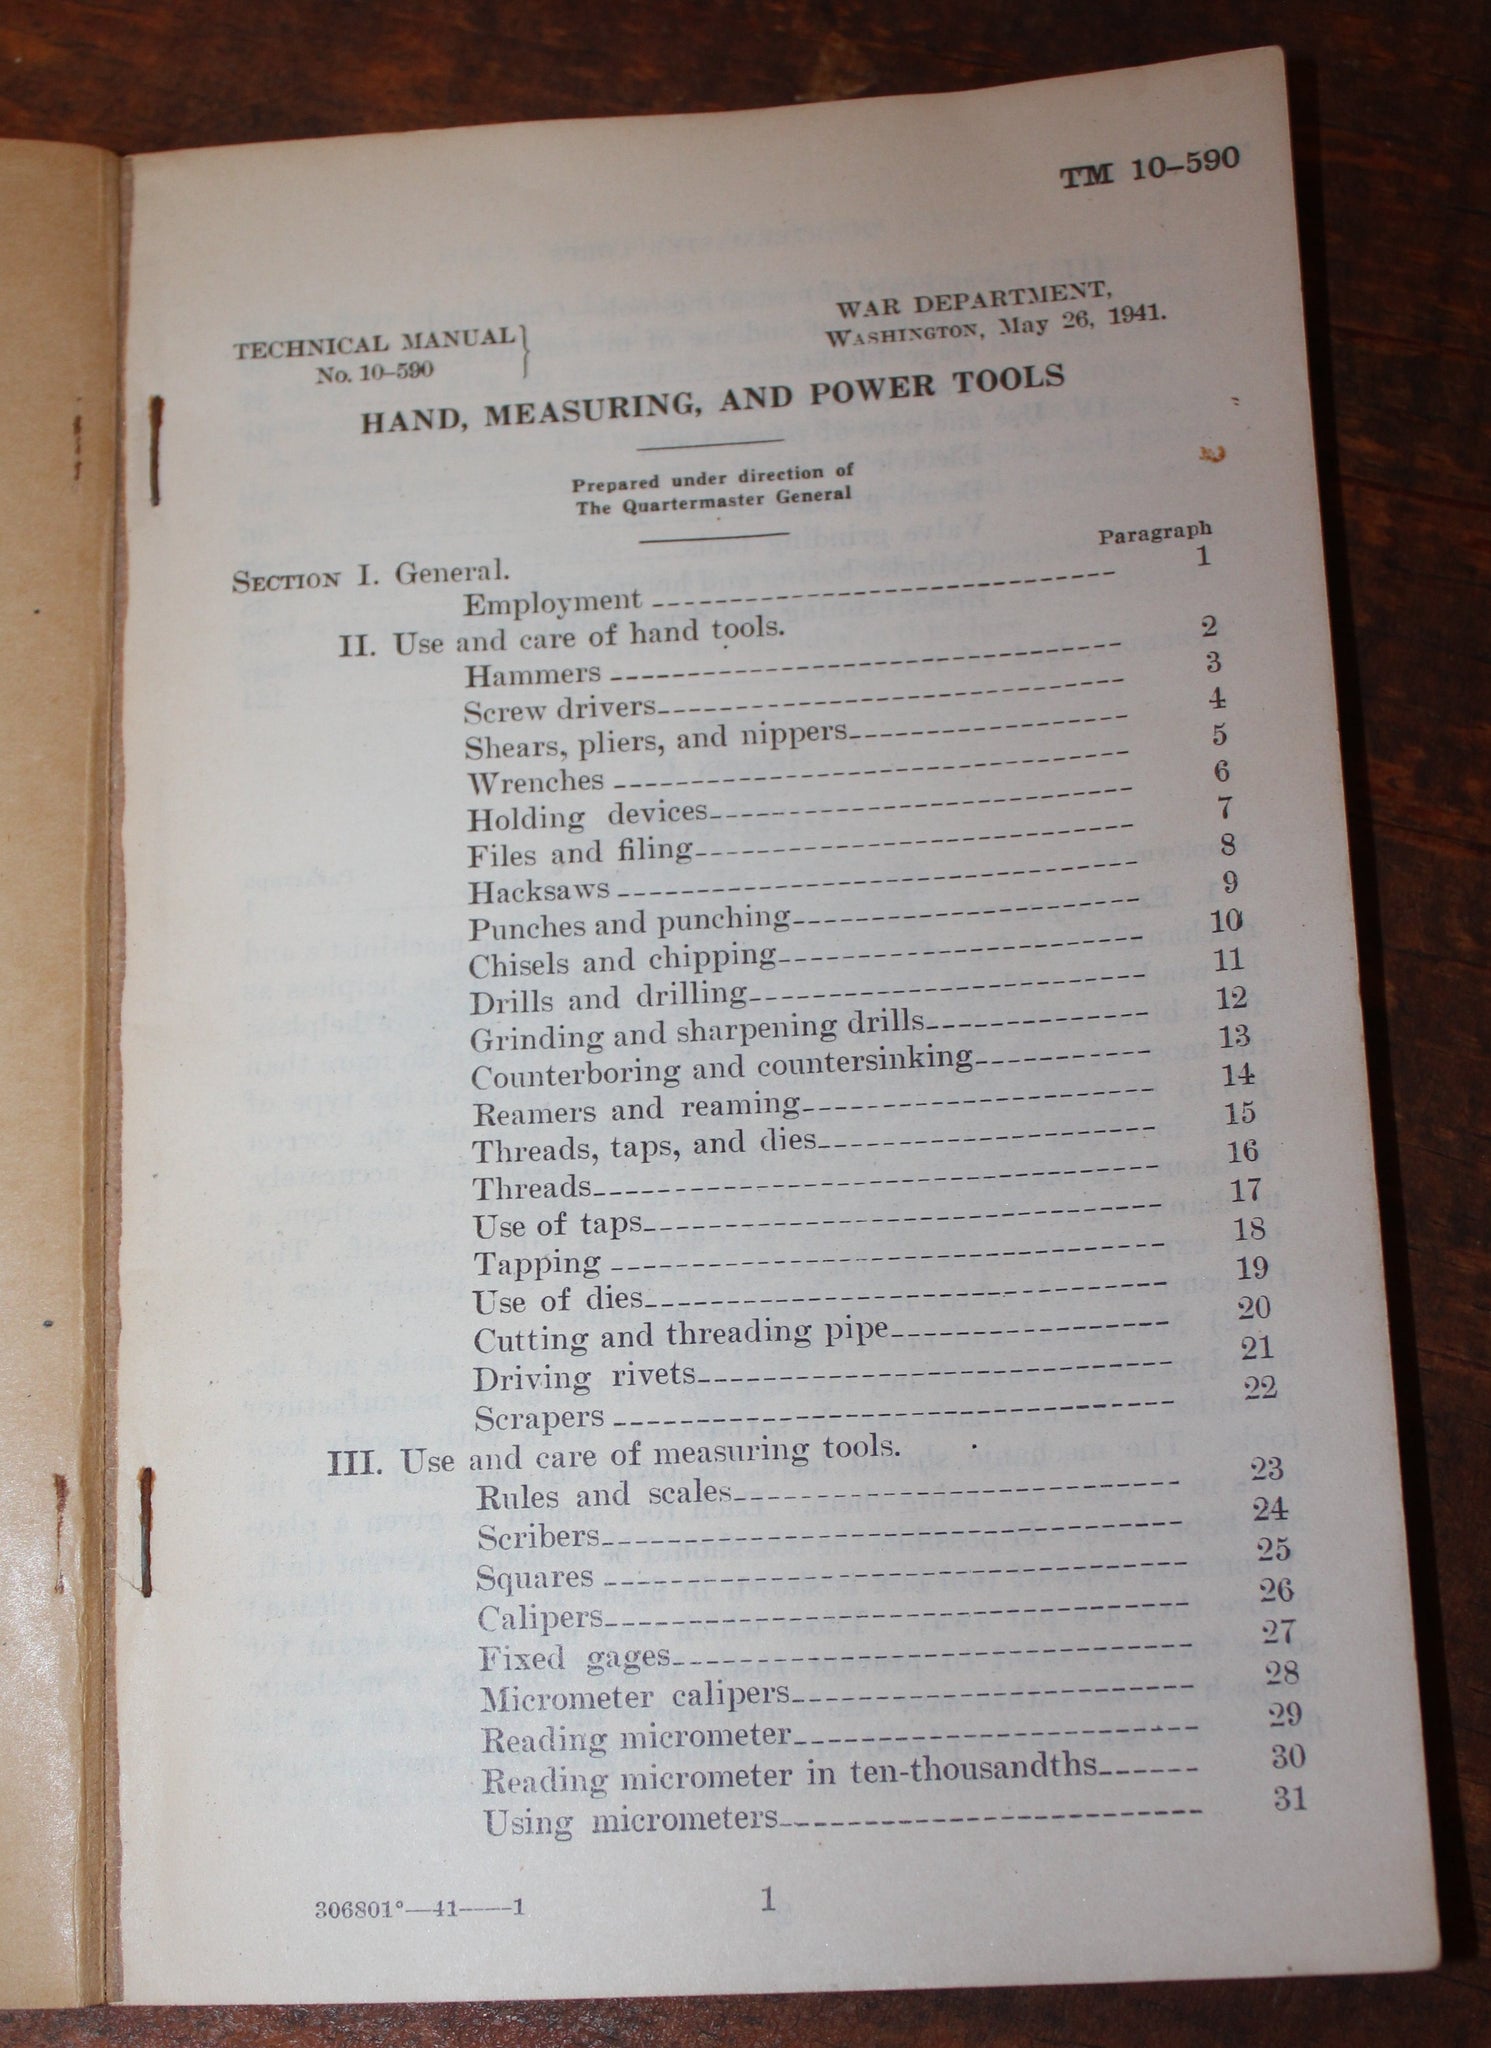 TM 10–590
TECHNICAL MANUAL
No. 10–590
WAR DEPARTMENT,
WASHINGTON, May 26, 1941.
HAND, MEASURING, AND POWER TOOLS
Prepared under direction of
The Quartermaster General
Paragraph
SECTION I. General.
Employment 1
II. Use and care of hand tools.
Hammers 2
Screw drivers 3
Shears, pliers, and nippers 4
Wrenches 5
Holding devices 6
Files and filing 7
Hacksaws 8
Punches and punching 9
Chisels and chipping 10
Drills and drilling 11
Grinding and sharpening drills 12
Counterboring and countersinking 13
Reamers and reaming 14
Threads, taps, and dies 15
Threads 16
Use of taps 17
Tapping 18
Use of dies 19
Cutting and threading pipe 20
Driving rivets 21
Scrapers 22
III. Use and care of measuring tools.
Rules and scales 23
Scribers 24
Squares 25
Calipers 26
Fixed gages 27
Micrometer calipers 28
Reading micrometer 29
Reading micrometer in ten-thousandths 30
Using micrometers 31
306801°—41——1
1